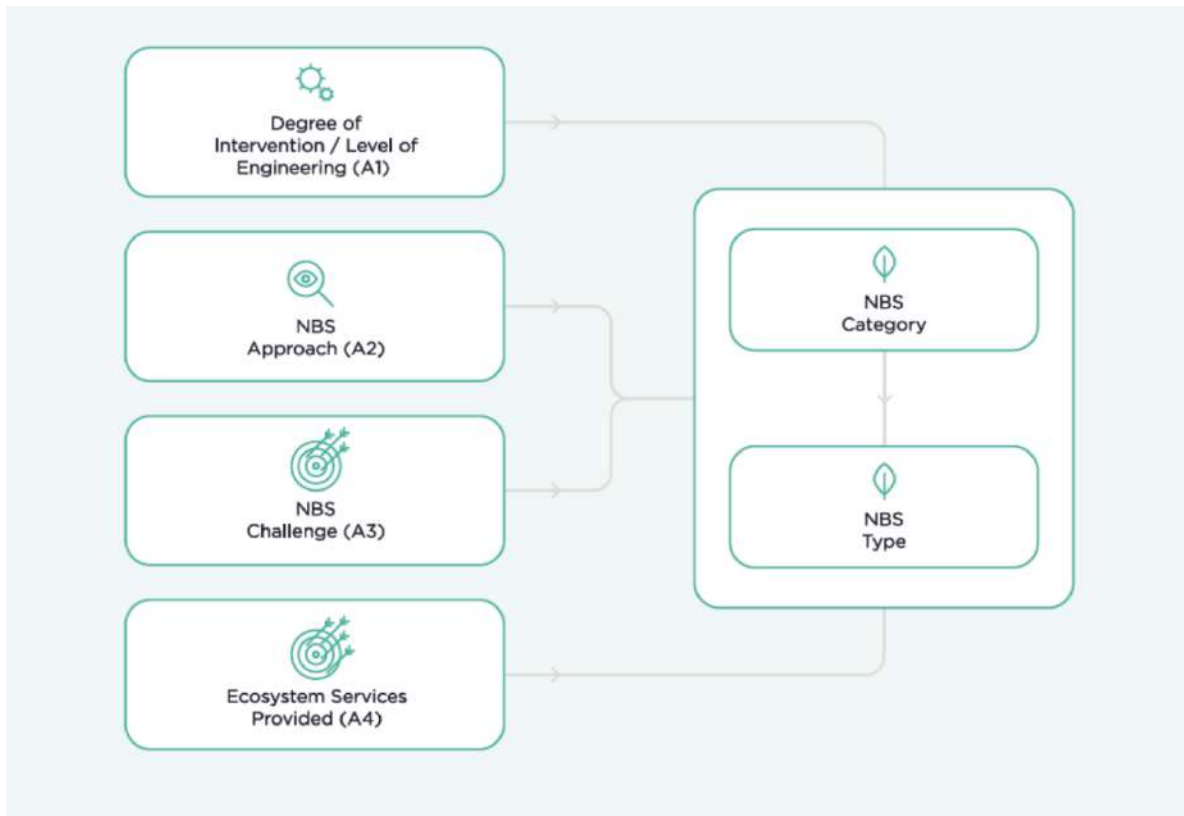 Degree of
Intervention / Level of
Engineering (A1)
NBS
Approach (A2)
NBS
Challenge (A3)
Ecosystem Services
Provided (A4)
NBS
Category
NBS
Type